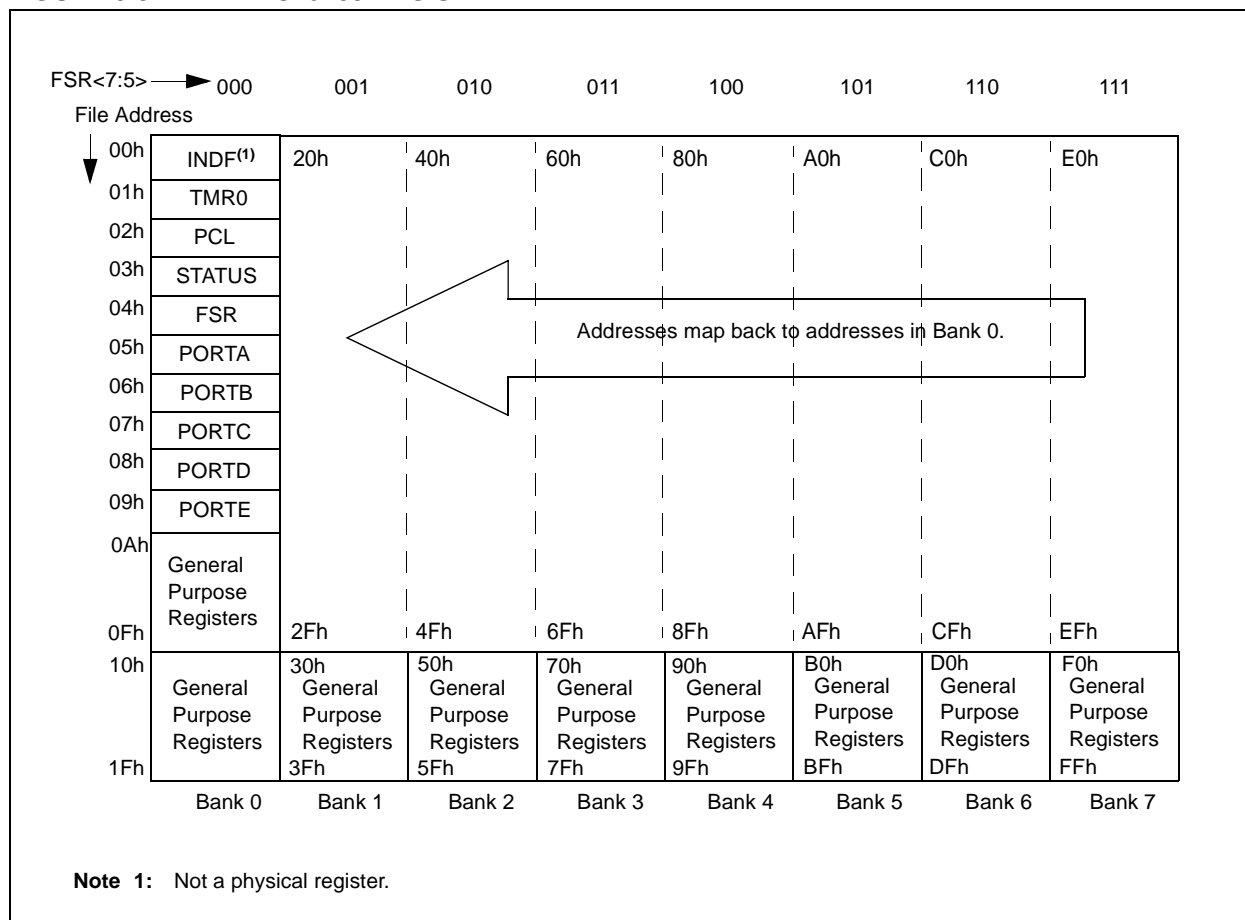 FSR<7:5> 000 001 010 011 100 101 110 111
File Address
00h INDF(1) 20h 40h 60h 80h A0h C0h E0h
01h TMR0
02h PCL
03h STATUS
04h FSR
Addresses map back to addresses in Bank 0.
05h PORTA
06h PORTB
07h PORTC
08h PORTD
09h PORTE
0Ah
General
Purpose
Registers
0Fh 2Fh 4Fh 6Fh 8Fh AFh CFh EFh
10h 30h 50h 70h 90h B0h D0h F0h
General General General General General General General General
Purpose Purpose Purpose Purpose Purpose Purpose Purpose Purpose
Registers Registers Registers Registers Registers Registers Registers Registers
1Fh 3Fh 5Fh 7Fh 9Fh BFh DFh FFh
Bank 0 Bank 1 Bank 2 Bank 3 Bank 4 Bank 5 Bank 6 Bank 7
Note 1: Not a physical register.